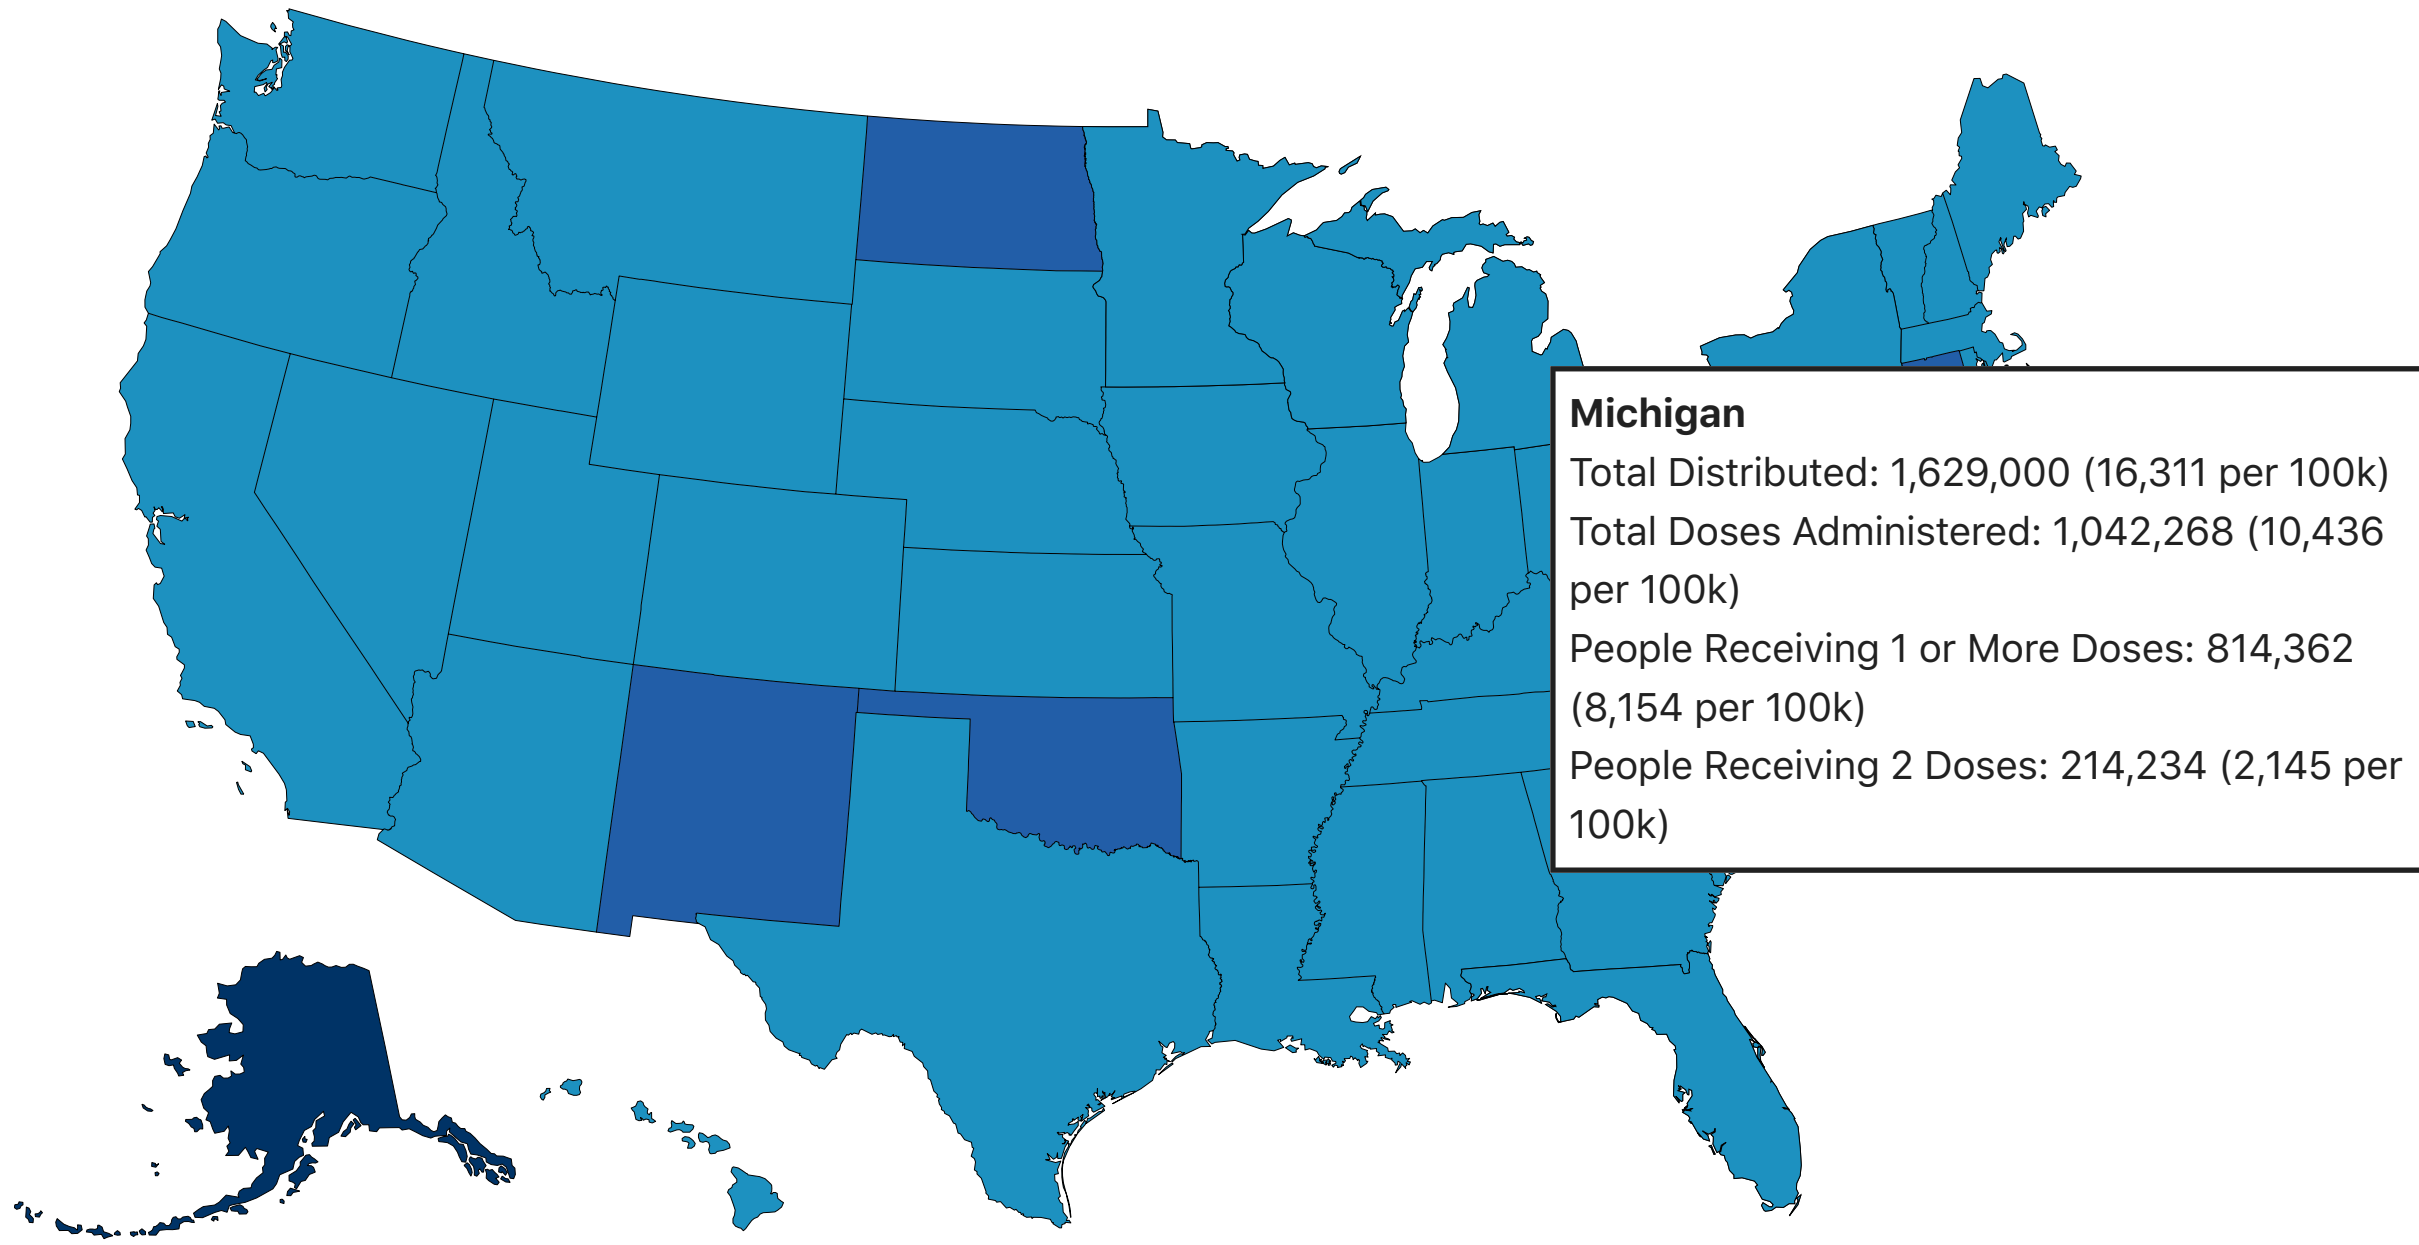 Michigan
Total Distributed: 1,629,000 (16,311 per 100k)
Total Doses Administered: 1,042,268 (10,436
per 100k)
People Receiving 1 or More Doses: 814,362
(8,154 per 100k)
People Receiving 2 Doses: 214,234 (2,145 per
100k)